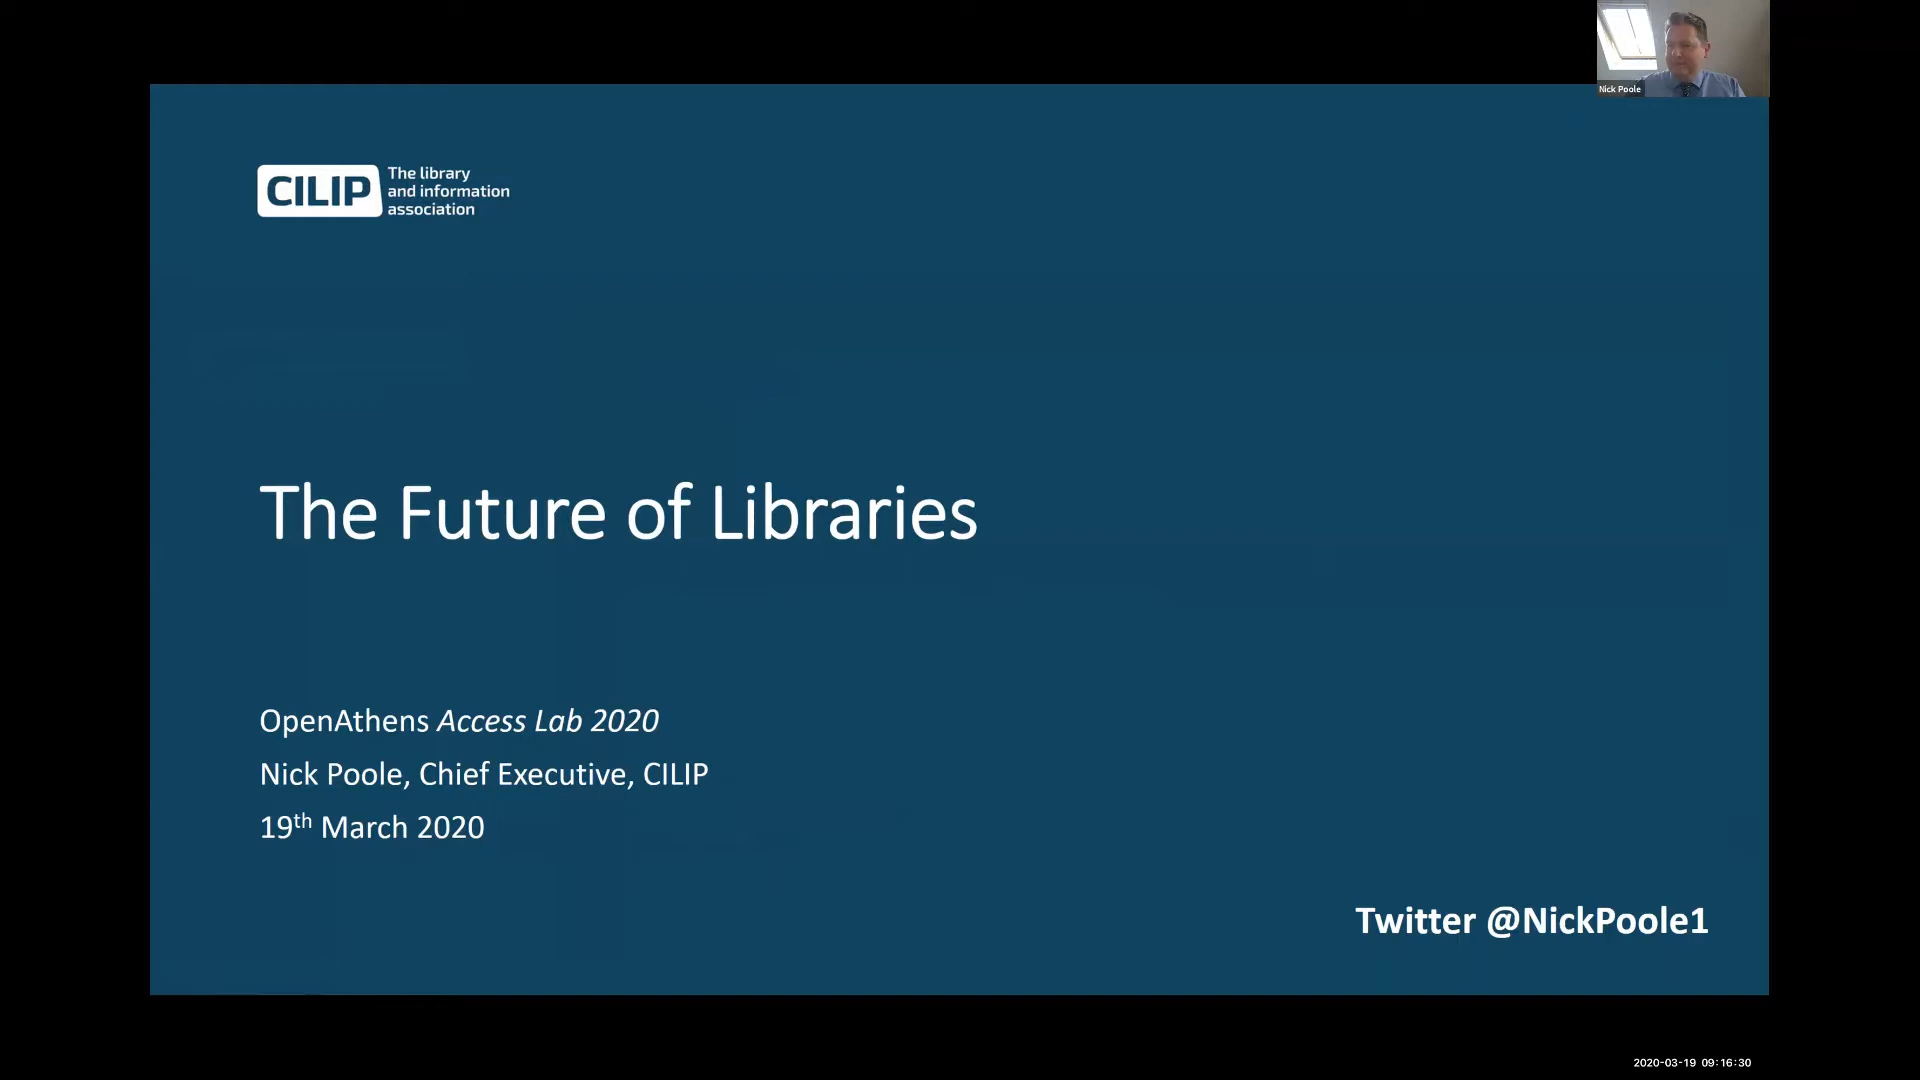 Nick Poole
CILIP
The library
and information
association
The Future of Libraries
OpenAthens Access Lab 2020
Nick Poole, Chief Executive, CILIP
19th March 2020
Twitter @NickPoole1
2020-03-19 09:16:30